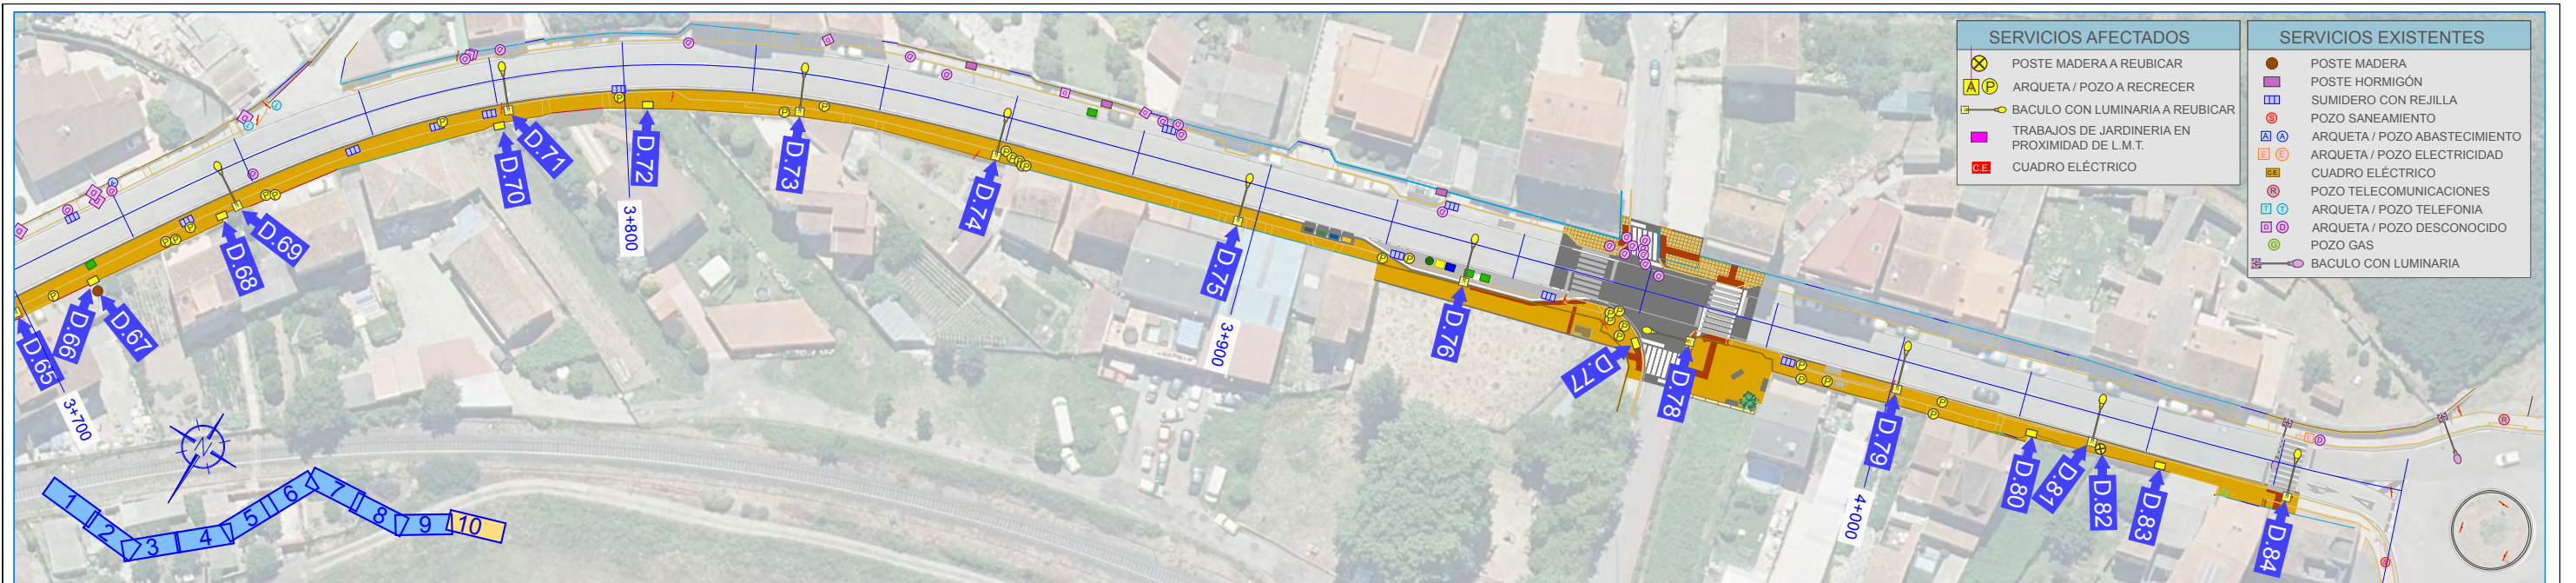 SERVICIOS AFECTADOS
POSTE MADERA A REUBICAR
A P ARQUETA / POZO A RECRECER
BACULO CON LUMINARIA A REUBICAR
TRABAJOS DE JARDINERIA EN
PROXIMIDAD DE L.M.T.
C.E. CUADRO ELÉCTRICO
SERVICIOS EXISTENTES
POSTE MADERA
POSTE HORMIGÓN
SUMIDERO CON REJILLA
S POZO SANEAMIENTO
A A ARQUETA / POZO ABASTECIMIENTO
E E ARQUETA / POZO ELECTRICIDAD
C.E. CUADRO ELÉCTRICO
R POZO TELECOMUNICACIONES
T T ARQUETA / POZO TELEFONIA
D D ARQUETA / POZO DESCONOCIDO
G POZO GAS
BACULO CON LUMINARIA
D.65
D.66
D.67
D.68
D.69
D.70
D.71
D.72
D.73
D.74
D.75
D.76
D.77
D.78
D.79
D.80
D.81
D.82
D.83
D.84
3+700
3+800
3+900
4+000
N
1
2
3
4
5
6
7
8
9
10